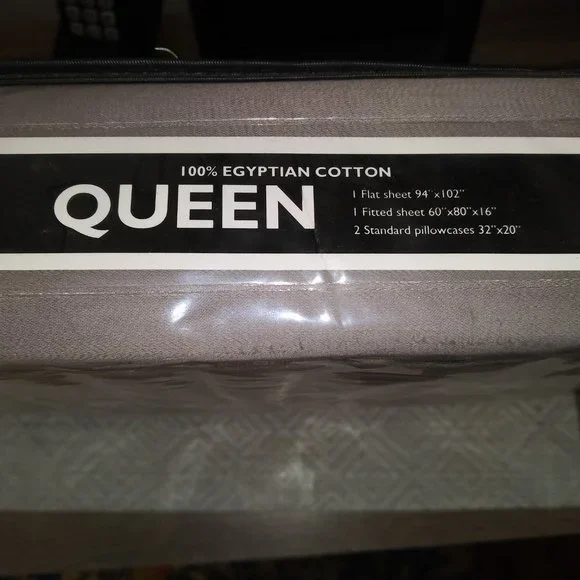 100% EGYPTIAN COTTON
QUEEN
1 Flat sheet 94"x102"
1 Fitted sheet 60"x80"x16"
2 Standard pillowcases 32"x20"